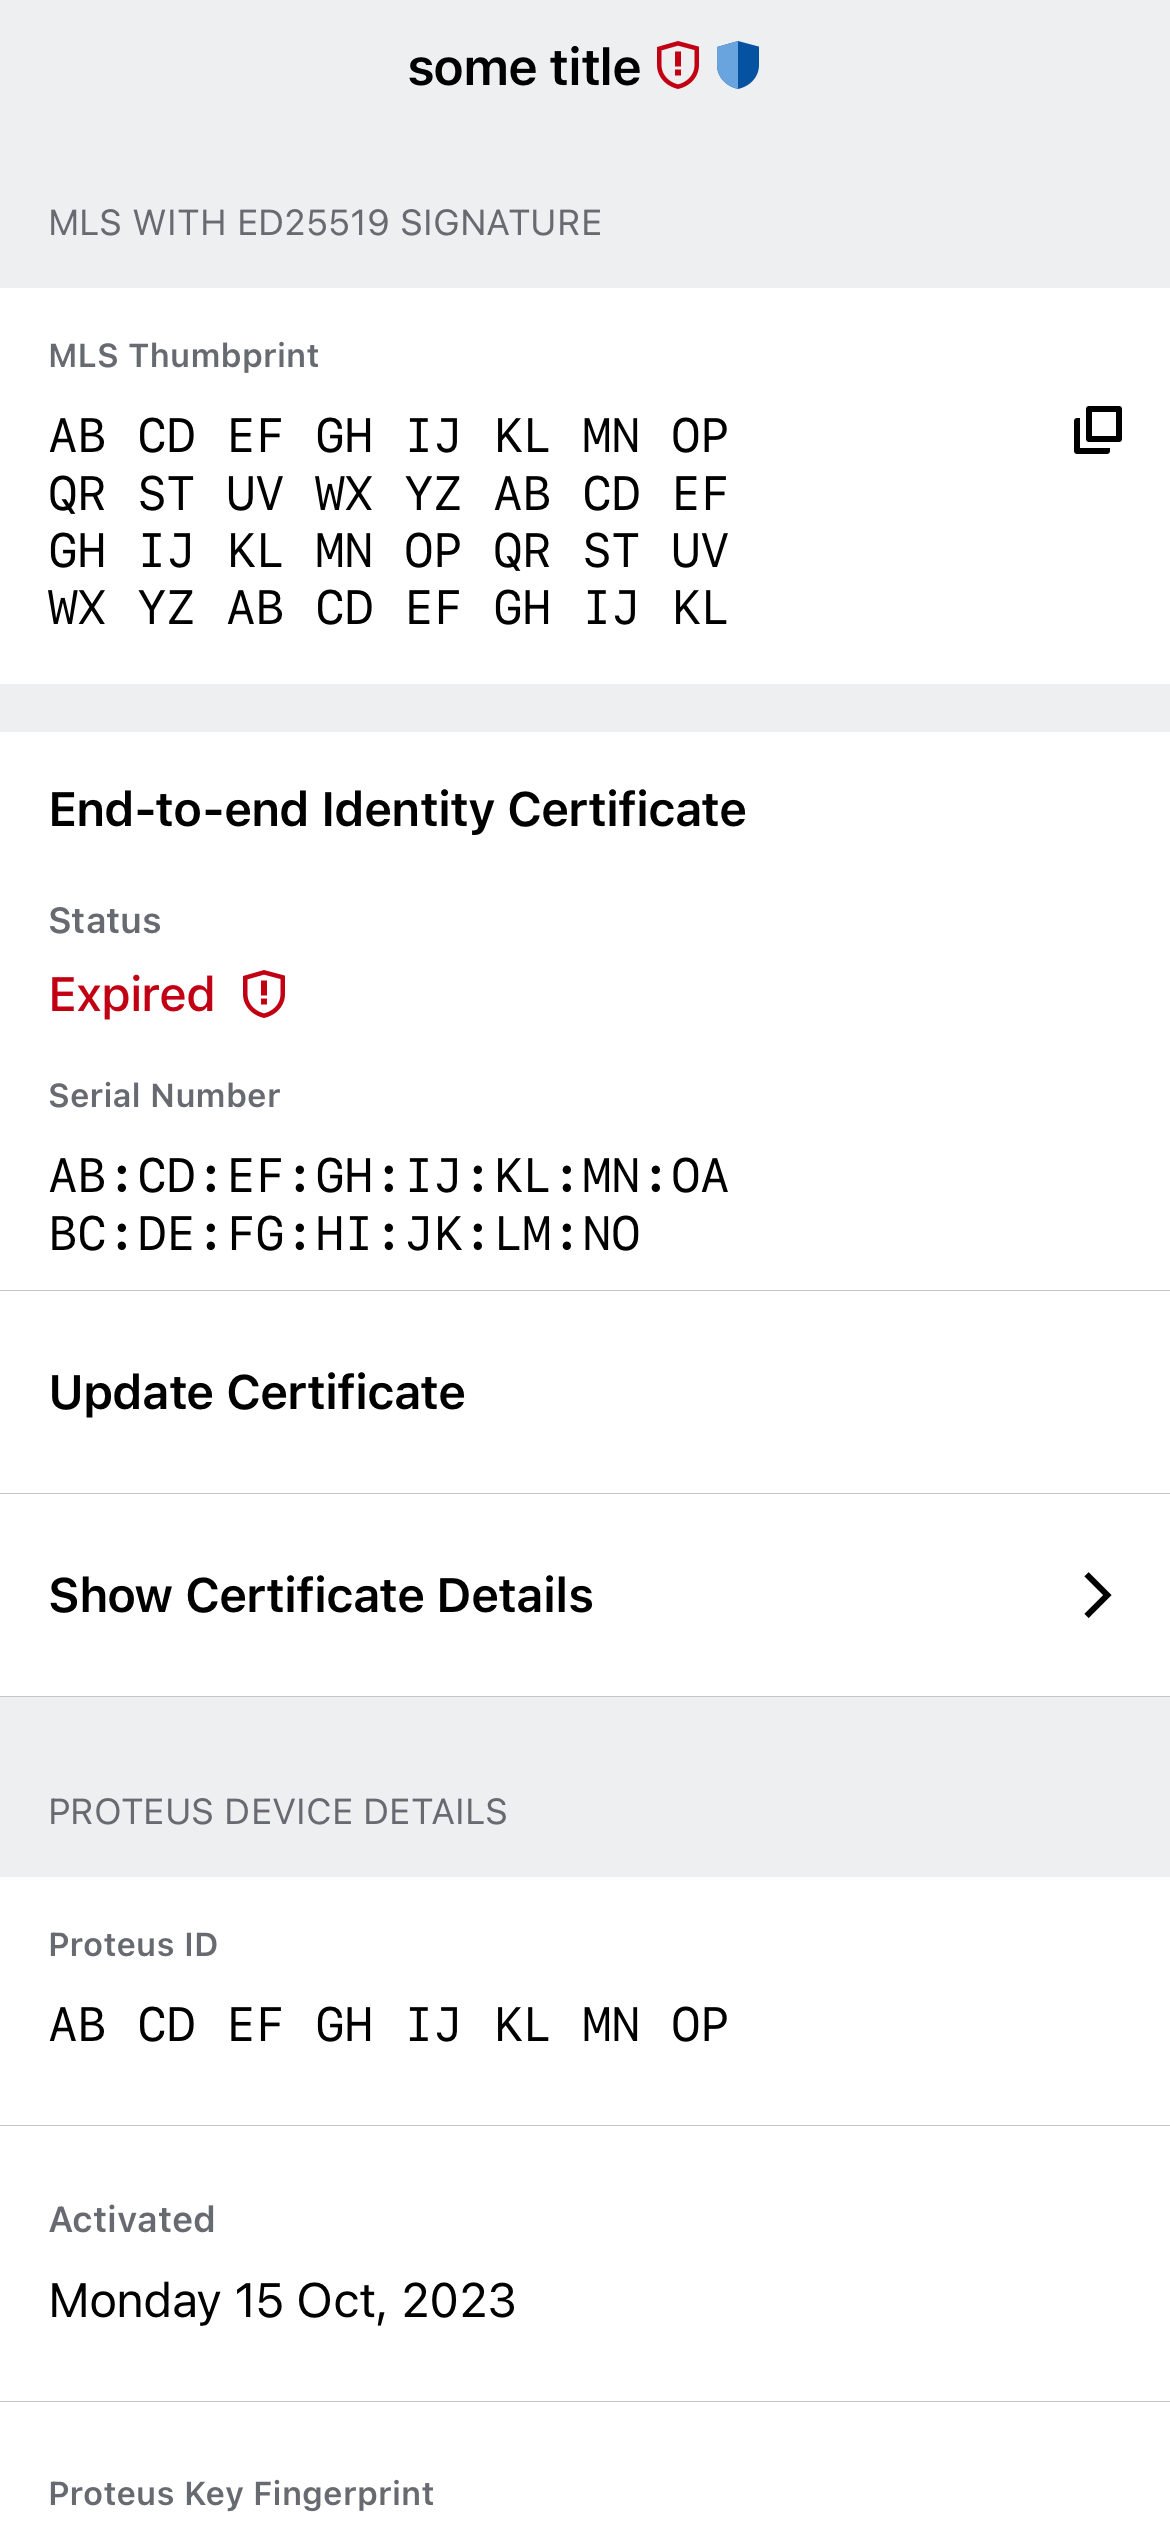 some title
MLS WITH ED25519 SIGNATURE
MLS Thumbprint
AB CD EF GH IJ KL MN OP
QR ST UV WX YZ AB CD EF
GH IJ KL MN OP QR ST UV
WX YZ AB CD EF GH IJ KL
End-to-end Identity Certificate
Status
Expired
Serial Number
AB:CD:EF:GH:IJ:KL:MN:OA
BC:DE:FG:HI:JK:LM:NO
Update Certificate
Show Certificate Details
PROTEUS DEVICE DETAILS
Proteus ID
AB CD EF GH IJ KL MN OP
Activated
Monday 15 Oct, 2023
Proteus Key Fingerprint